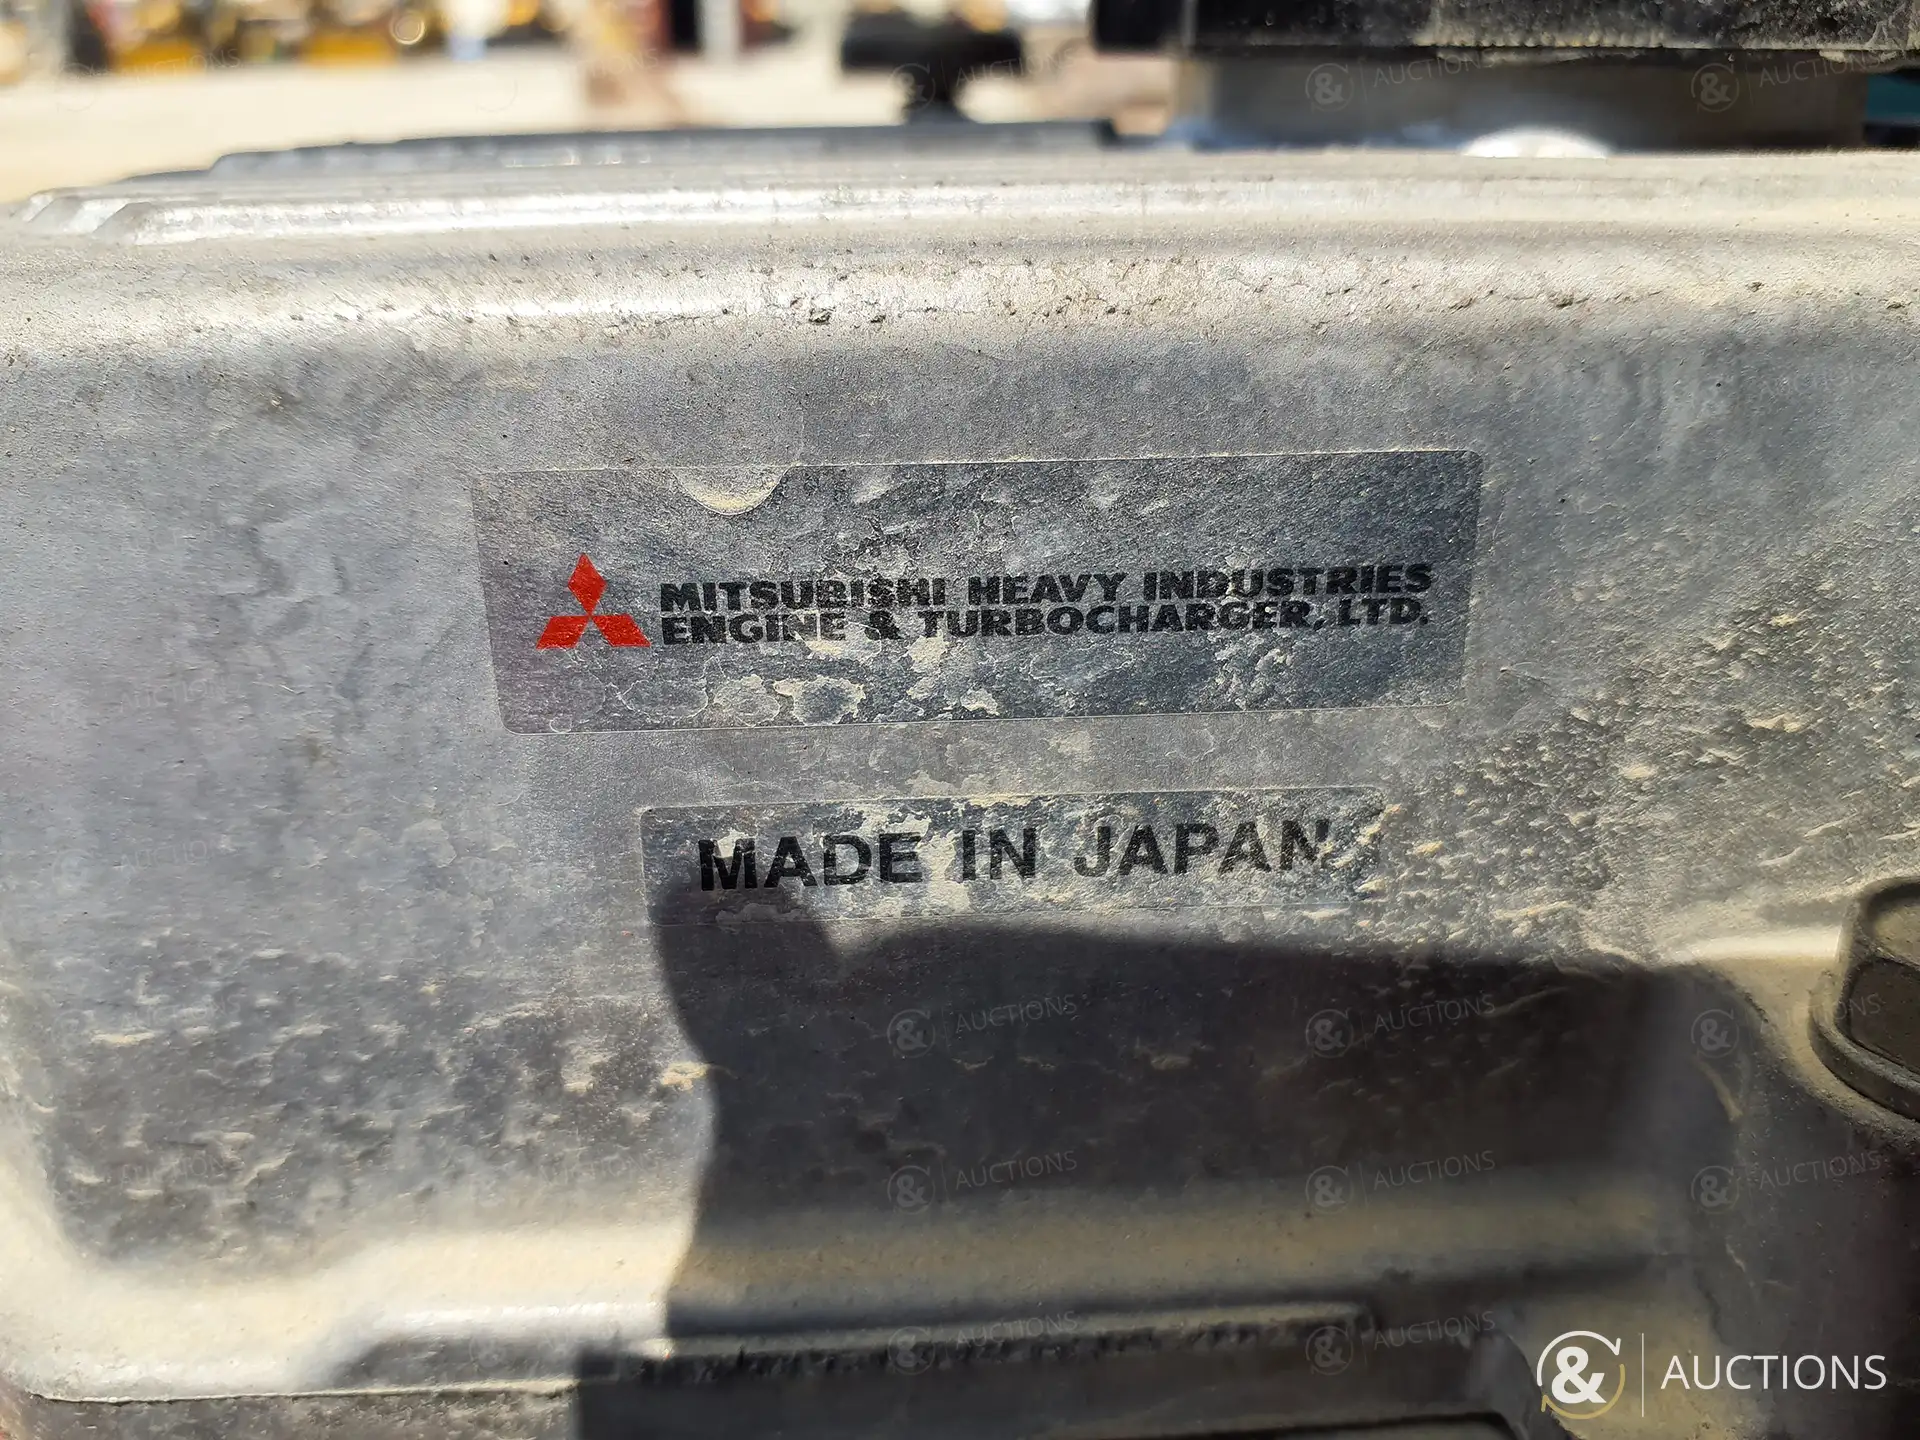 MITSUBISHI HEAVY INDUSTRIES
ENGINE & TURBOCHARGER, LTD.
MADE IN JAPAN
& AUCTIONS